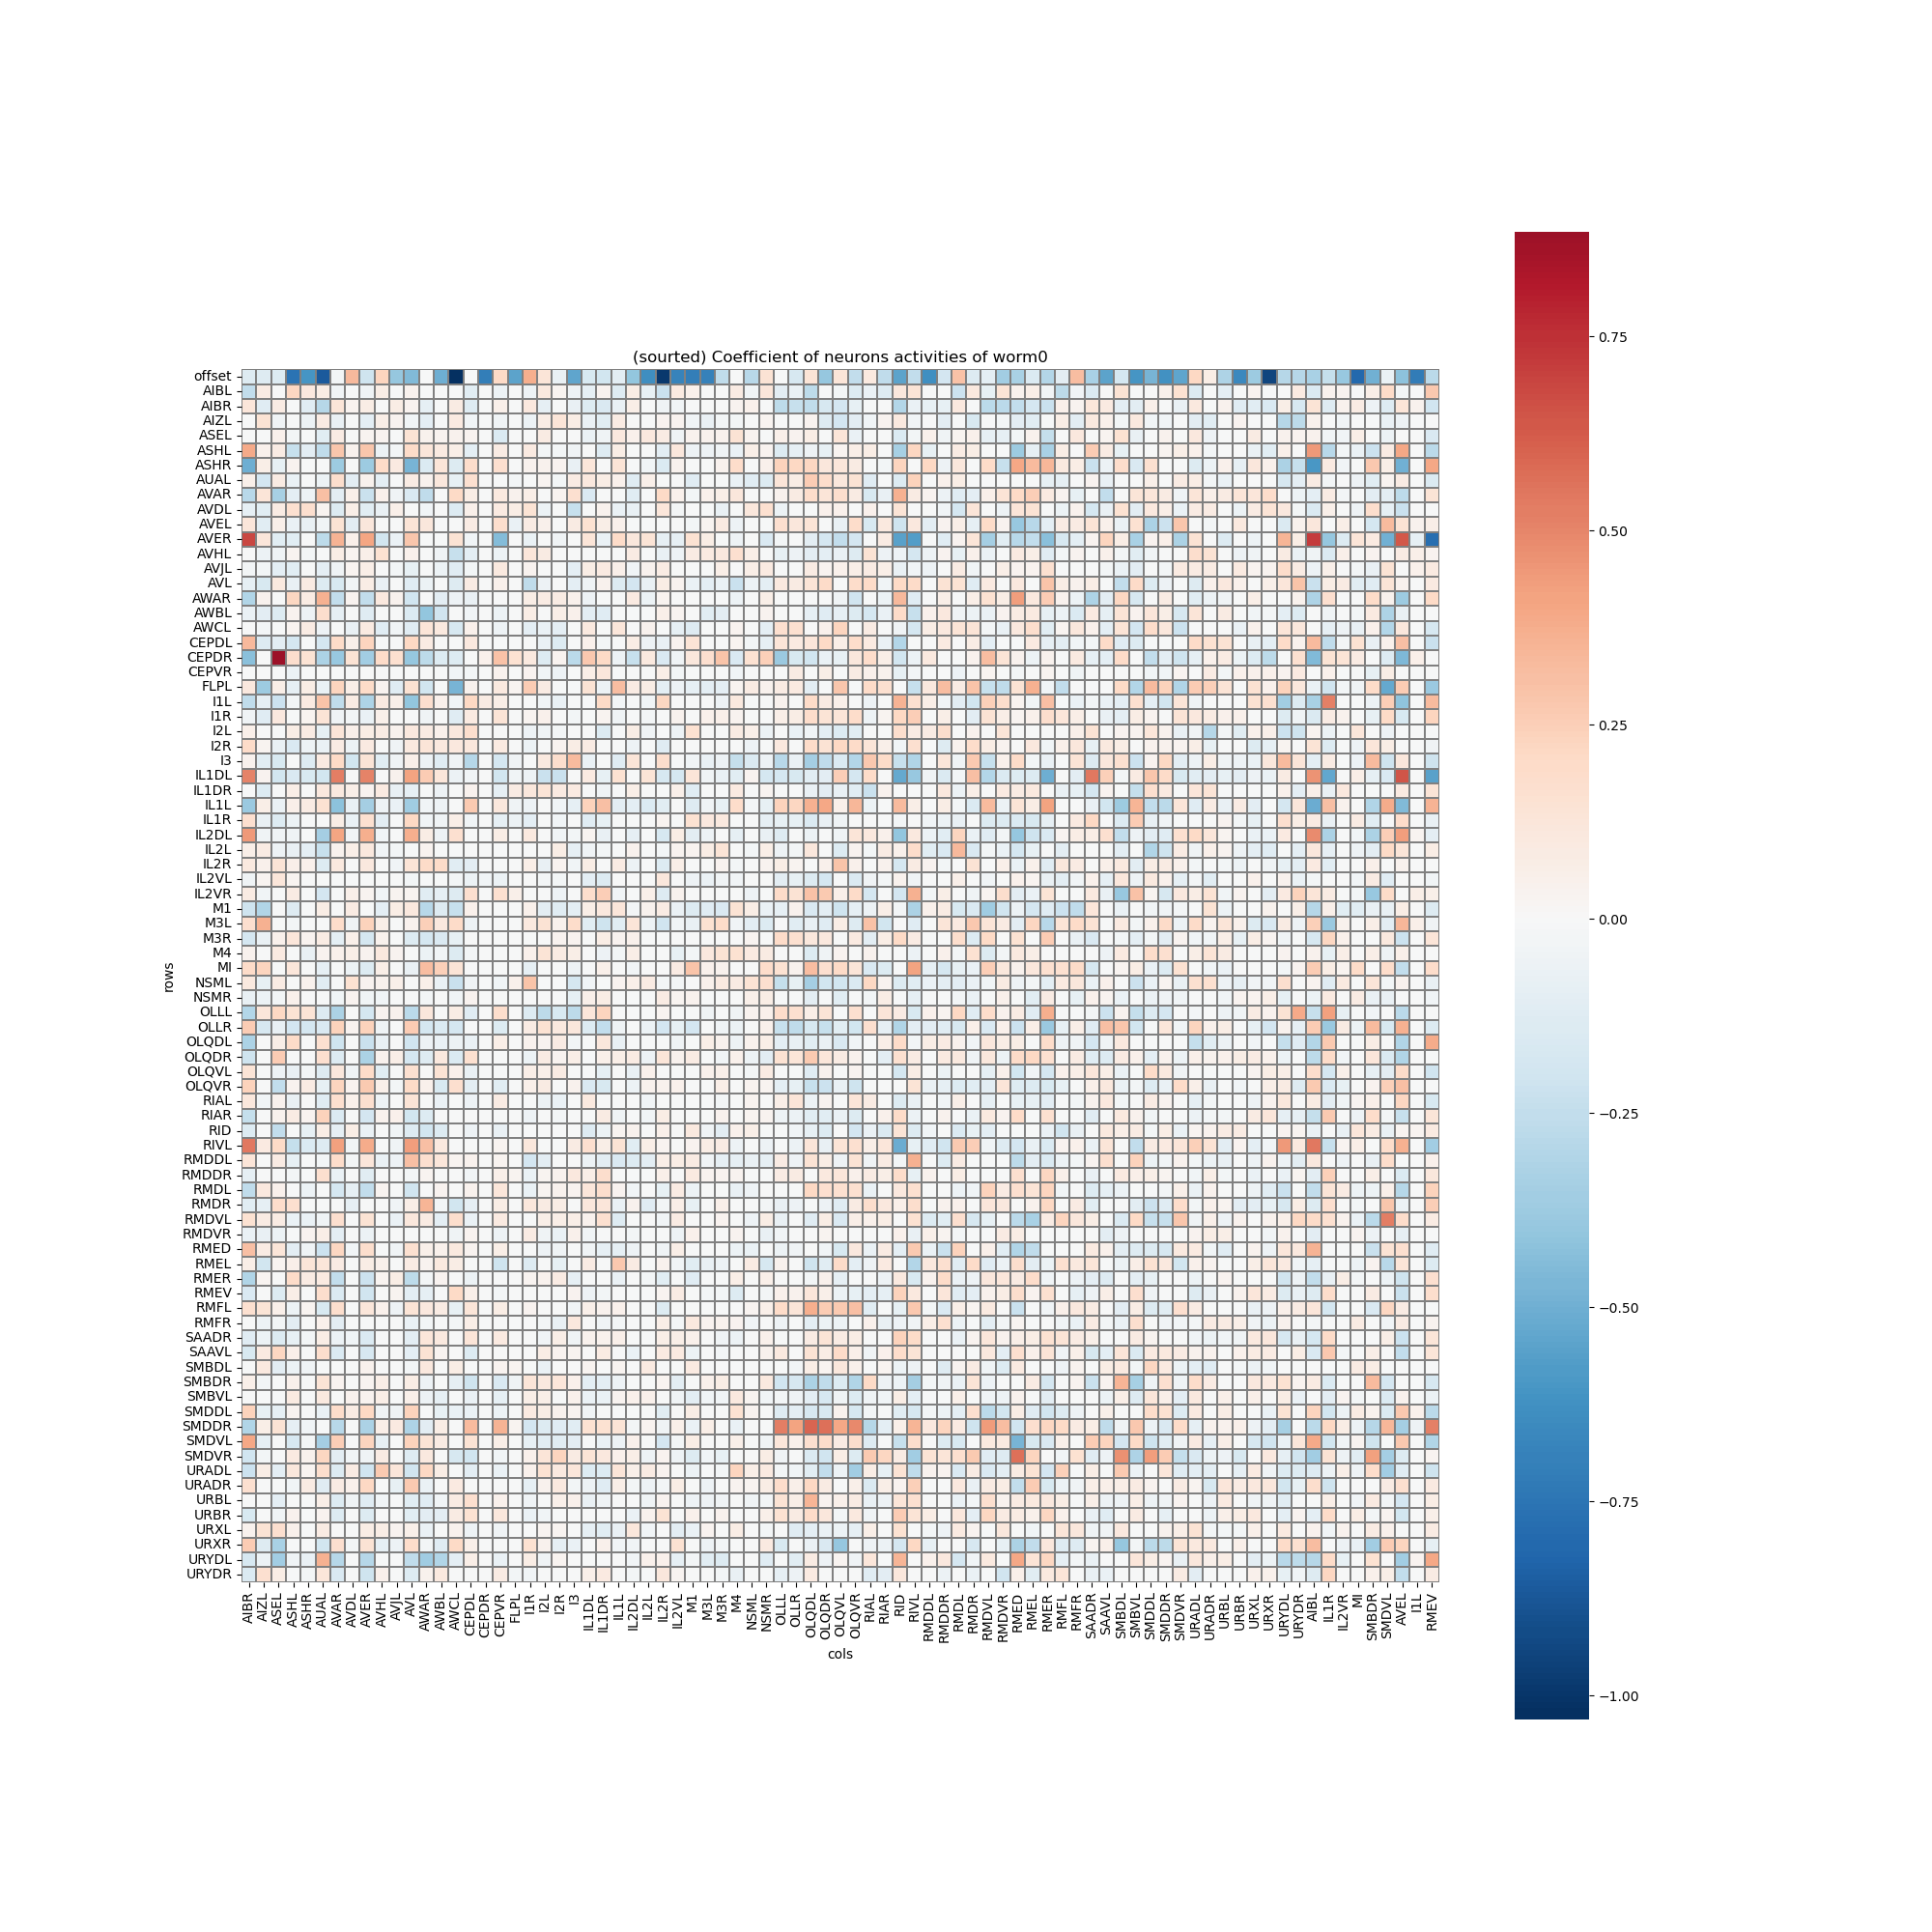 (sourted) Coefficient of neurons activities of worm0
rows
offset
AIBL
AIBR
AIZL
ASEL
ASHL
ASHR
AUAL
AVAR
AVDL
AVEL
AVER
AVHL
AVJL
AVL
AWAR
AWBL
AWCL
CEPDL
CEPDR
CEPVR
FLPL
I1L
I1R
I2L
I2R
I3
IL1DL
IL1DR
IL1L
IL1R
IL2DL
IL2L
IL2R
IL2VL
IL2VR
M1
M3L
M3R
M4
MI
NSML
NSMR
OLLL
OLLR
OLQDL
OLQDR
OLQVL
OLQVR
RIAL
RIAR
RID
RIVL
RMDDL
RMDDR
RMDL
RMDR
RMDVL
RMDVR
RMED
RMEL
RMER
RMEV
RMFL
RMFR
SAADR
SAAVL
SMBDL
SMBDR
SMBVL
SMDDL
SMDDR
SMDVL
SMDVR
URADL
URADR
URBL
URBR
URXL
URXR
URYDL
URYDR
AIBR
AIZL
ASEL
ASHL
ASHR
AUAL
AVAR
AVDL
AVER
AVHL
AVJL
AVL
AWAR
AWBL
AWCL
CEPDL
CEPDR
CEPVR
FLPL
I1R
I2L
I2R
I3
IL1DL
IL1DR
IL1L
IL2DL
IL2L
IL2R
IL2VL
M1
M3L
M3R
M4
NSML
NSMR
OLLL
OLLR
OLQDL
OLQDR
OLQVL
OLQVR
RIAL
RIAR
RID
RIVL
RMDDL
RMDDR
RMDL
RMDR
RMDVL
RMDVR
RMED
RMEL
RMER
RMFL
RMFR
SAADR
SAAVL
SMBDL
SMBVL
SMDDL
SMDDR
SMDVR
URADL
URADR
URBL
URBR
URXL
URXR
URYDL
URYDR
AIBL
IL1R
IL2VR
MI
SMBDR
SMDVL
AVEL
I1L
RMEV
cols
0.75
0.50
0.25
0.00
−0.25
−0.50
−0.75
−1.00